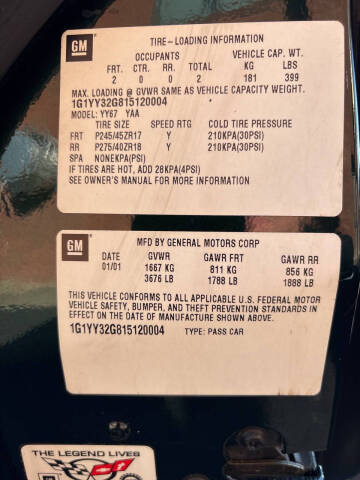 GM
TIRE-LOADING INFORMATION
OCCUPANTS VEHICLE CAP. WT.
FRT. CTR. RR. TOTAL KG LBS
2 0 0 2 181 399
MAX. LOADING @ GVWR SAME AS VEHICLE CAPACITY WEIGHT.
1G1YY32G815120004
MODEL: YY67 YAA
TIRE SIZE SPEED RTG COLD TIRE PRESSURE
FRT P245/45ZR17 Y 210KPA(30PSI)
RR P275/40ZR18 Y 210KPA(30PSI)
SPA NONEKPA(PSI)
IF TIRES ARE HOT, ADD 28KPA(4PSI)
SEE OWNER'S MANUAL FOR MORE INFORMATION
GM
MFD BY GENERAL MOTORS CORP
DATE GVWR GAWR FRT GAWR RR
01/01 1667 KG 811 KG 856 KG
3676 LB 1788 LB 1888 LB
THIS VEHICLE CONFORMS TO ALL APPLICABLE U.S. FEDERAL MOTOR
VEHICLE SAFETY, BUMPER, AND THEFT PREVENTION STANDARDS IN
EFFECT ON THE DATE OF MANUFACTURE SHOWN ABOVE.
1G1YY32G815120004 TYPE: PASS CAR
THE LEGEND LIVES